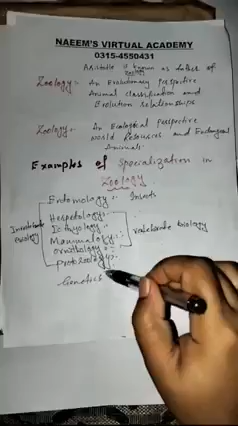 NAEEM'S VIRTUAL ACADEMY
0315-4550431
Aristotle is known as father of
Zoology
Zoology:- An Evolutionary perspective
Animal classification and
Evolution relationships
Zoology:- An Ecological perspective
World Resources and Endangered
Animals.
Examples of Specialization in
Zoology
Entomology: Insects
Herpetology:
Icthyology:
Mammalogy:
Ornithology:
Protozoology:
Invertebrate biology
vertebrate biology
Genetics